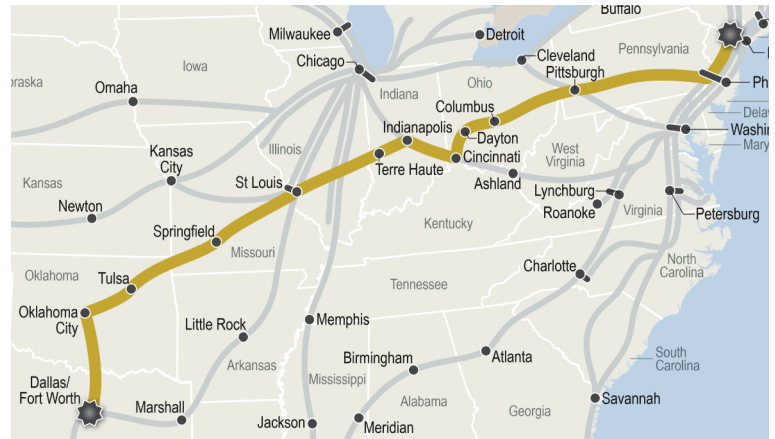 Buffalo
Milwaukee
Detroit
Pennsylvania
Cleveland
Chicago
Iowa
Pittsburgh
Ohio
Indiana
Omaha
Columbus
Indianapolis
Dayton
Illinois
Kansas
City
Cincinnati
West
Virginia
Terre Haute
Kansas
St Louis
Ashland
Lynchburg
Newton
Roanoke
Virginia
Petersburg
Kentucky
Springfield
Missouri
Charlotte
North
Carolina
Oklahoma
Tulsa
Tennessee
Oklahoma
City
Little Rock
Memphis
Birmingham
Atlanta
South
Carolina
Arkansas
Mississippi
Dallas/
Fort Worth
Alabama
Savannah
Marshall
Georgia
Jackson
Meridian